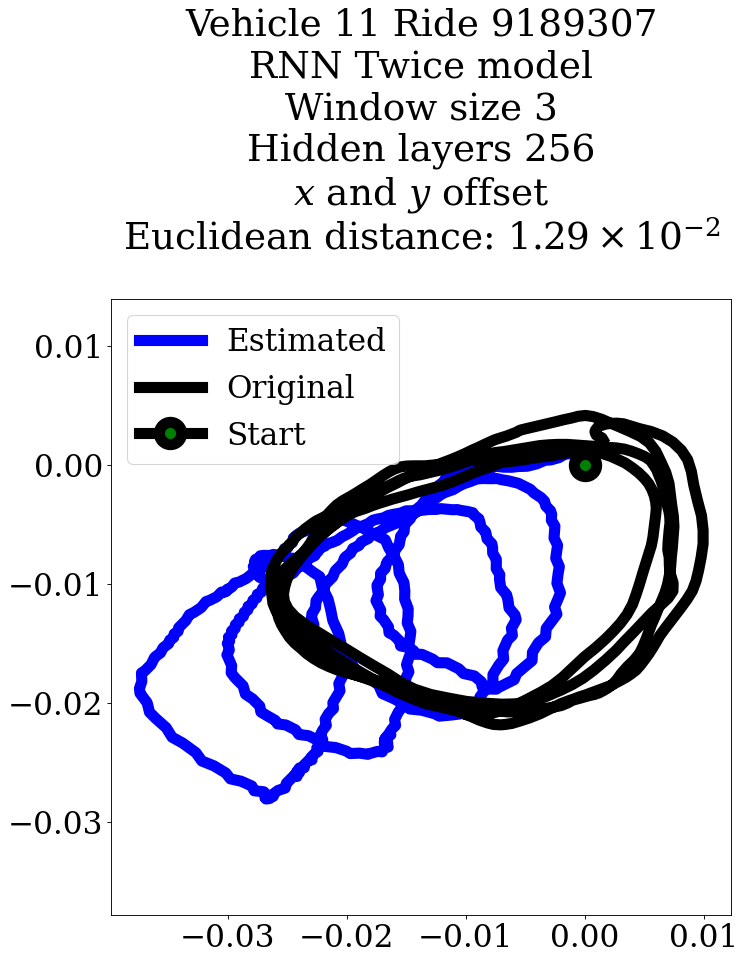 Vehicle 11 Ride 9189307
RNN Twice model
Window size 3
Hidden layers 256
x and y offset
Euclidean distance: 1.29 × 10⁻²
Estimated
Original
Start
0.01
0.00
−0.01
−0.02
−0.03
−0.03 −0.02 −0.01 0.00 0.01